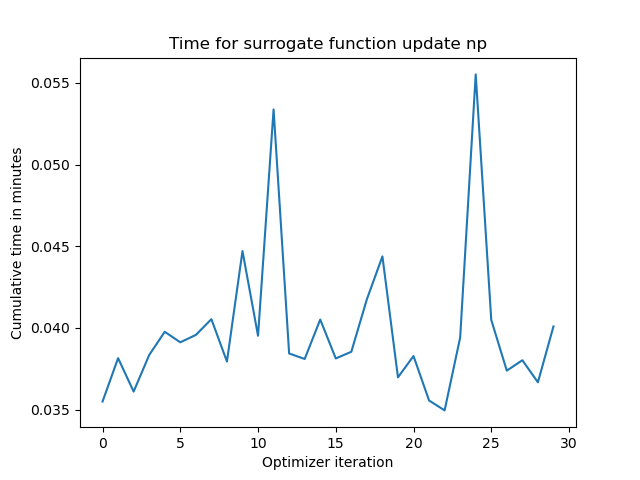 Time for surrogate function update np
Cumulative time in minutes
0.055
0.050
0.045
0.040
0.035
0 5 10 15 20 25 30
Optimizer iteration